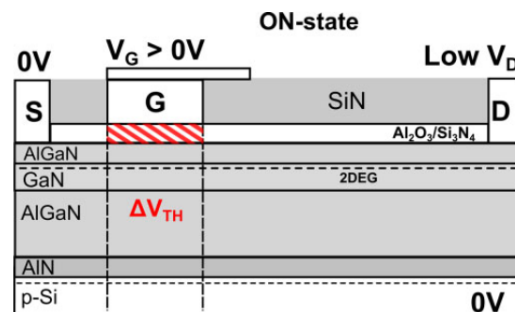 ON-state
0V
V_G > 0V
Low V_D
S
G
SiN
D
Al₂O₃/Si₃N₄
AlGaN
GaN
2DEG
AlGaN
ΔV_TH
AlN
p-Si
0V